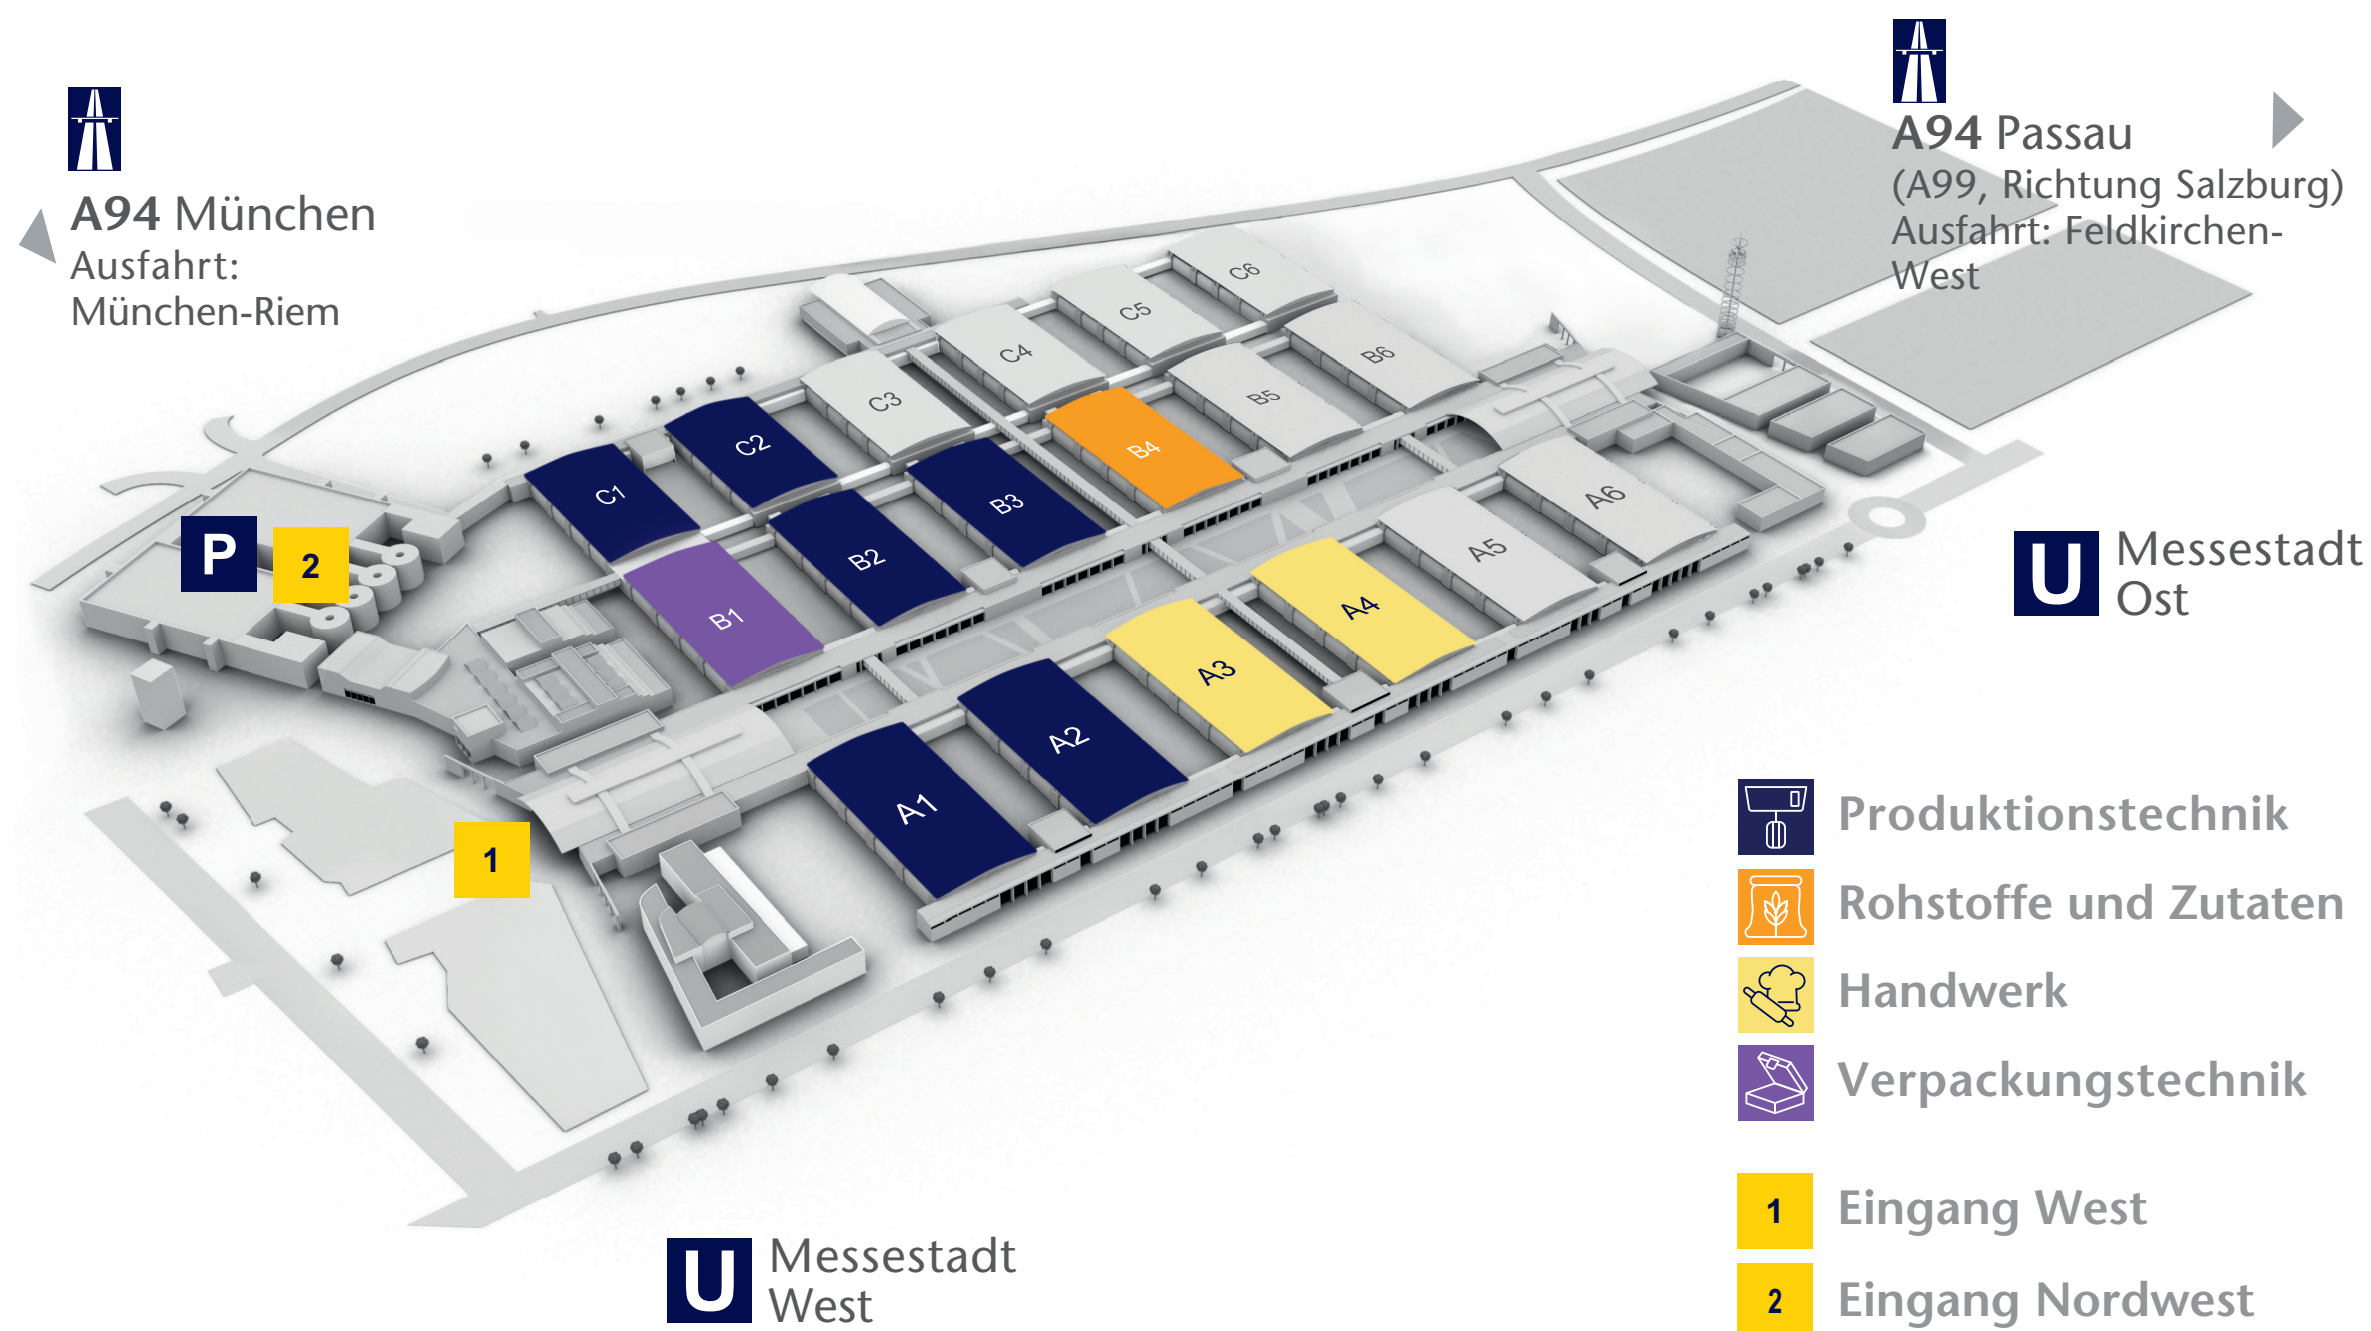 A94 München
Ausfahrt:
München-Riem
A94 Passau
(A99, Richtung Salzburg)
Ausfahrt: Feldkirchen-
West
C6
C5
C4
C3
C2
C1
B6
B5
B4
B3
B2
B1
A6
A5
A4
A3
A2
A1
P
2
1
U Messestadt
Ost
U Messestadt
West
Produktionstechnik
Rohstoffe und Zutaten
Handwerk
Verpackungstechnik
1 Eingang West
2 Eingang Nordwest